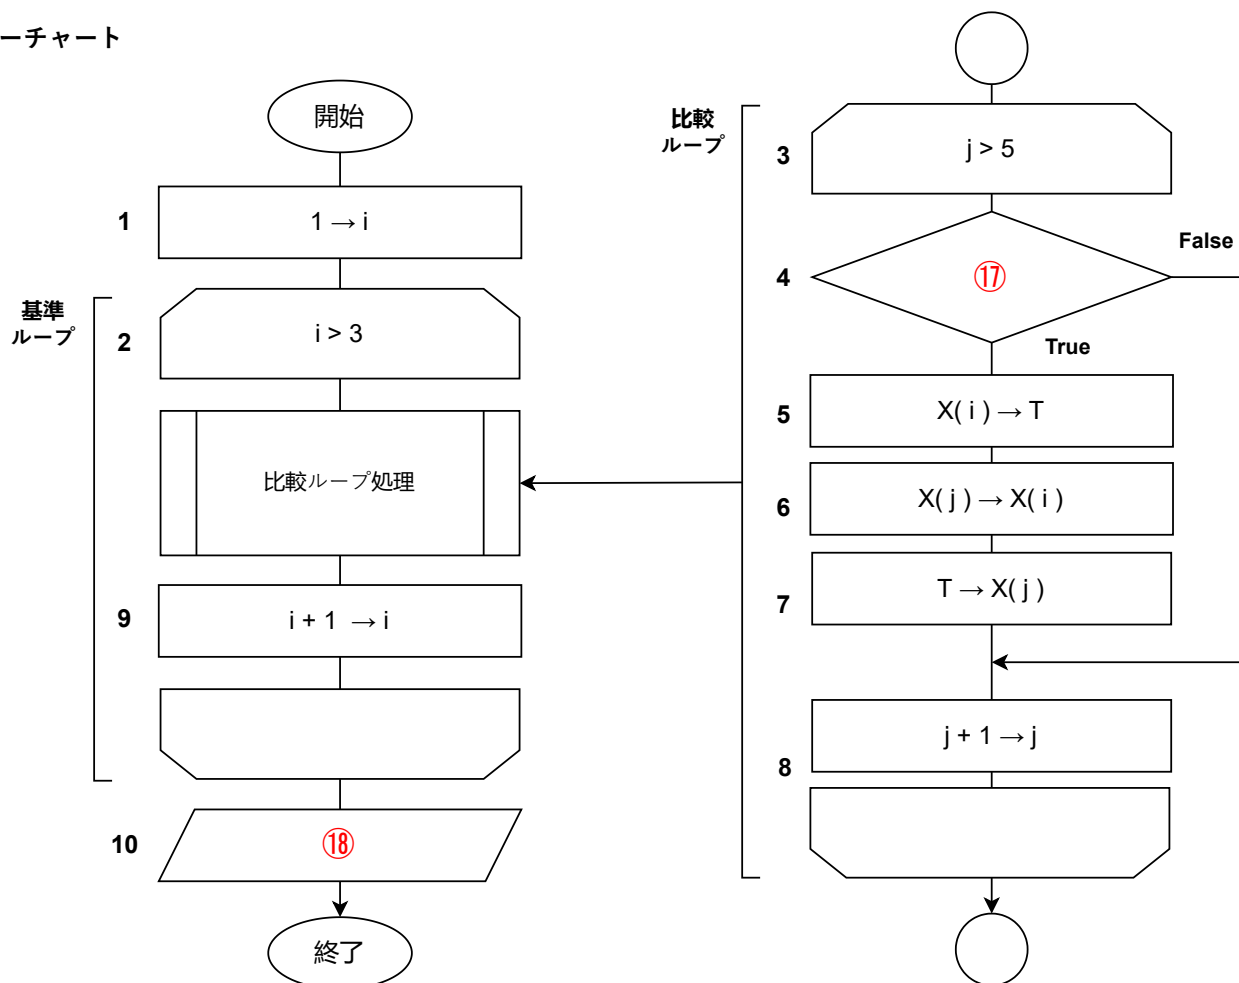 ーチャート
開始
1
1 → i
基準
ループ
2
i > 3
比較ループ処理
9
i + 1 → i
10
⑱
終了
比較
ループ
3
j > 5
4
⑰
False
True
5
X( i ) → T
6
X( j ) → X( i )
7
T → X( j )
8
j + 1 → j